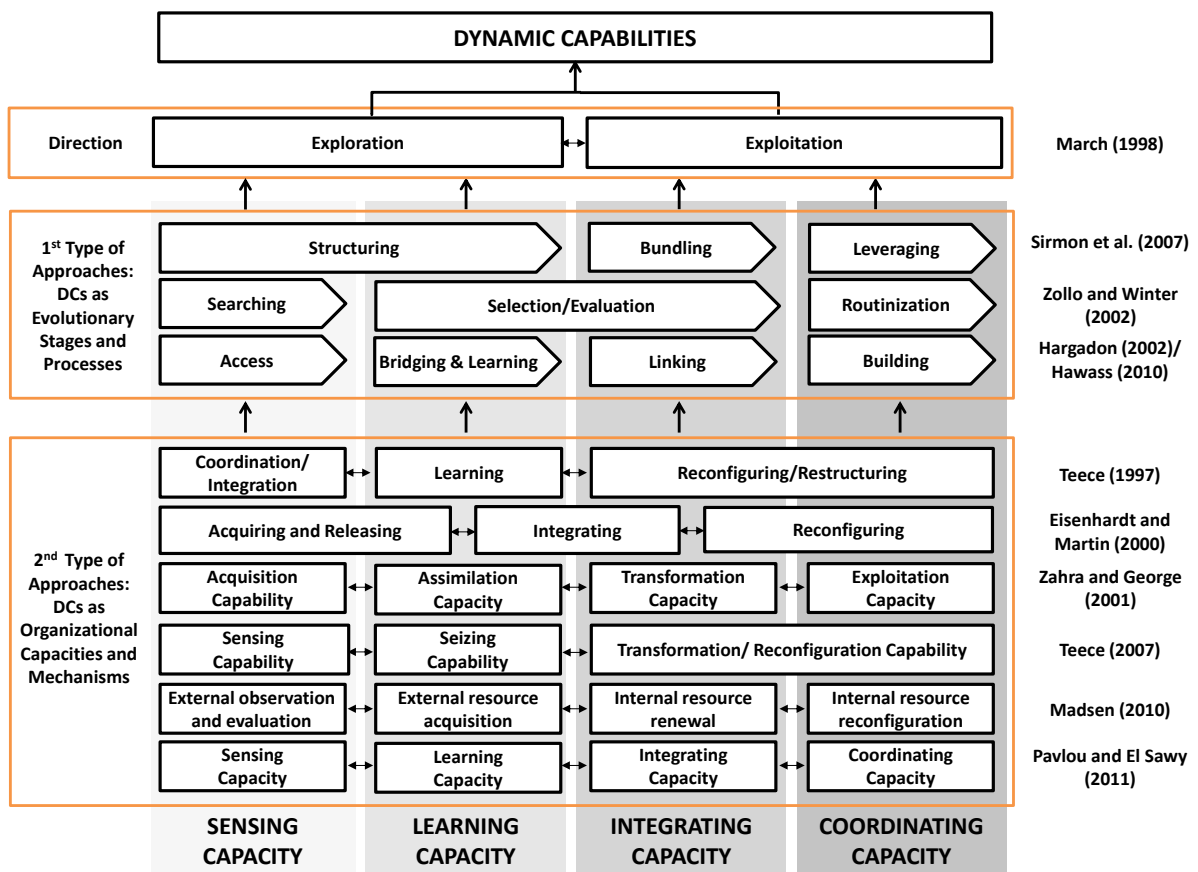 DYNAMIC CAPABILITIES
Direction
Exploration
Exploitation
March (1998)
1st Type of
Approaches:
DCs as
Evolutionary
Stages and
Processes
Structuring
Bundling
Leveraging
Sirmon et al. (2007)
Searching
Selection/Evaluation
Routinization
Zollo and Winter
(2002)
Access
Bridging & Learning
Linking
Building
Hargadon (2002)/
Hawass (2010)
2nd Type of
Approaches:
DCs as
Organizational
Capacities and
Mechanisms
Coordination/
Integration
Learning
Reconfiguring/Restructuring
Teece (1997)
Acquiring and Releasing
Integrating
Reconfiguring
Eisenhardt and
Martin (2000)
Acquisition
Capability
Assimilation
Capacity
Transformation
Capacity
Exploitation
Capacity
Zahra and George
(2001)
Sensing
Capability
Seizing
Capability
Transformation/ Reconfiguration Capability
Teece (2007)
External observation
and evaluation
External resource
acquisition
Internal resource
renewal
Internal resource
reconfiguration
Madsen (2010)
Sensing
Capacity
Learning
Capacity
Integrating
Capacity
Coordinating
Capacity
Pavlou and El Sawy
(2011)
SENSING
CAPACITY
LEARNING
CAPACITY
INTEGRATING
CAPACITY
COORDINATING
CAPACITY